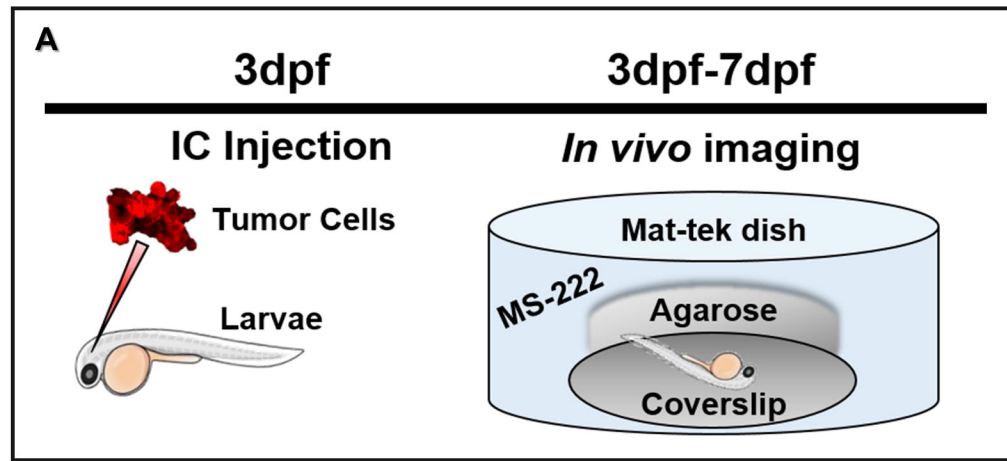 A
3dpf
3dpf-7dpf
IC Injection
In vivo imaging
Tumor Cells
Larvae
Mat-tek dish
MS-222
Agarose
Coverslip